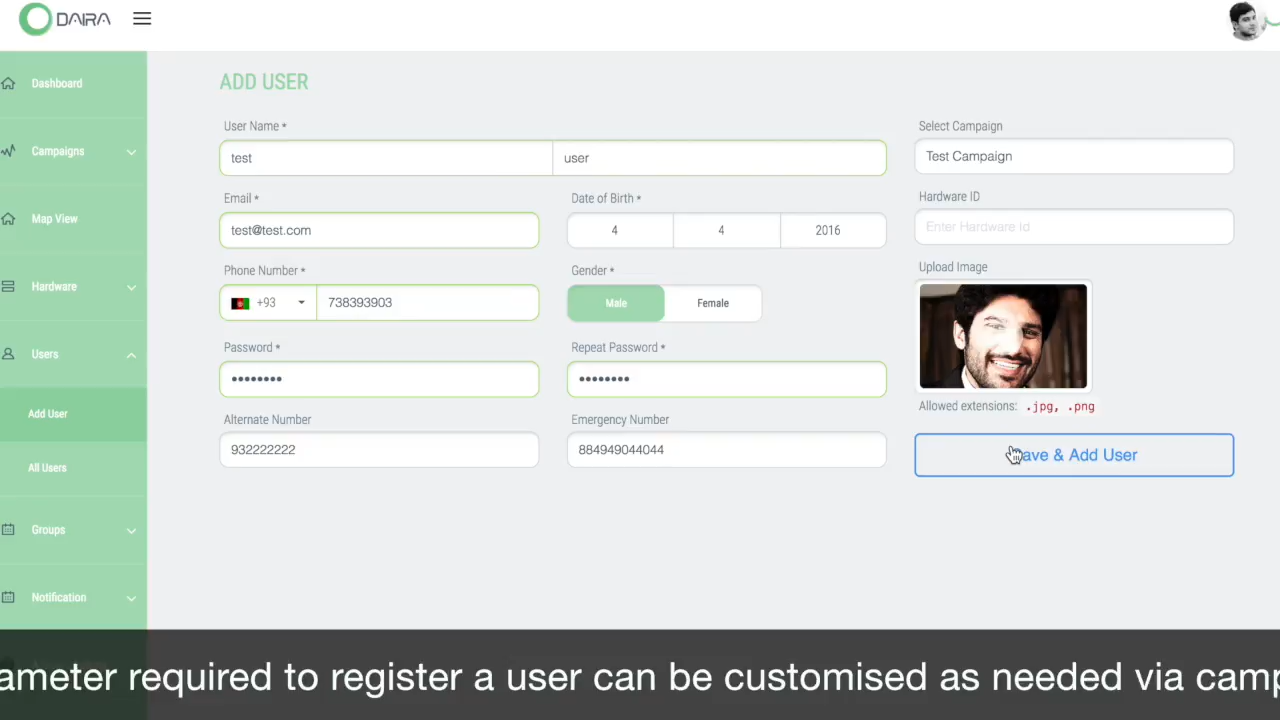 DAIRA
Dashboard
Campaigns
Map View
Hardware
Users
Add User
All Users
Groups
Notification
ADD USER
User Name *
test
user
Email *
test@test.com
Date of Birth *
4
4
2016
Phone Number *
+93
738393903
Gender *
Male
Female
Password *
••••••••
Repeat Password *
••••••••
Alternate Number
932222222
Emergency Number
884949044044
Select Campaign
Test Campaign
Hardware ID
Enter Hardware Id
Upload Image
Allowed extensions: .jpg, .png
ave & Add User
ameter required to register a user can be customised as needed via camp